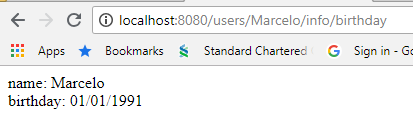 localhost:8080/users/Marcelo/info/birthday
Apps Bookmarks Standard Chartered Sign in - Go
name: Marcelo
birthday: 01/01/1991